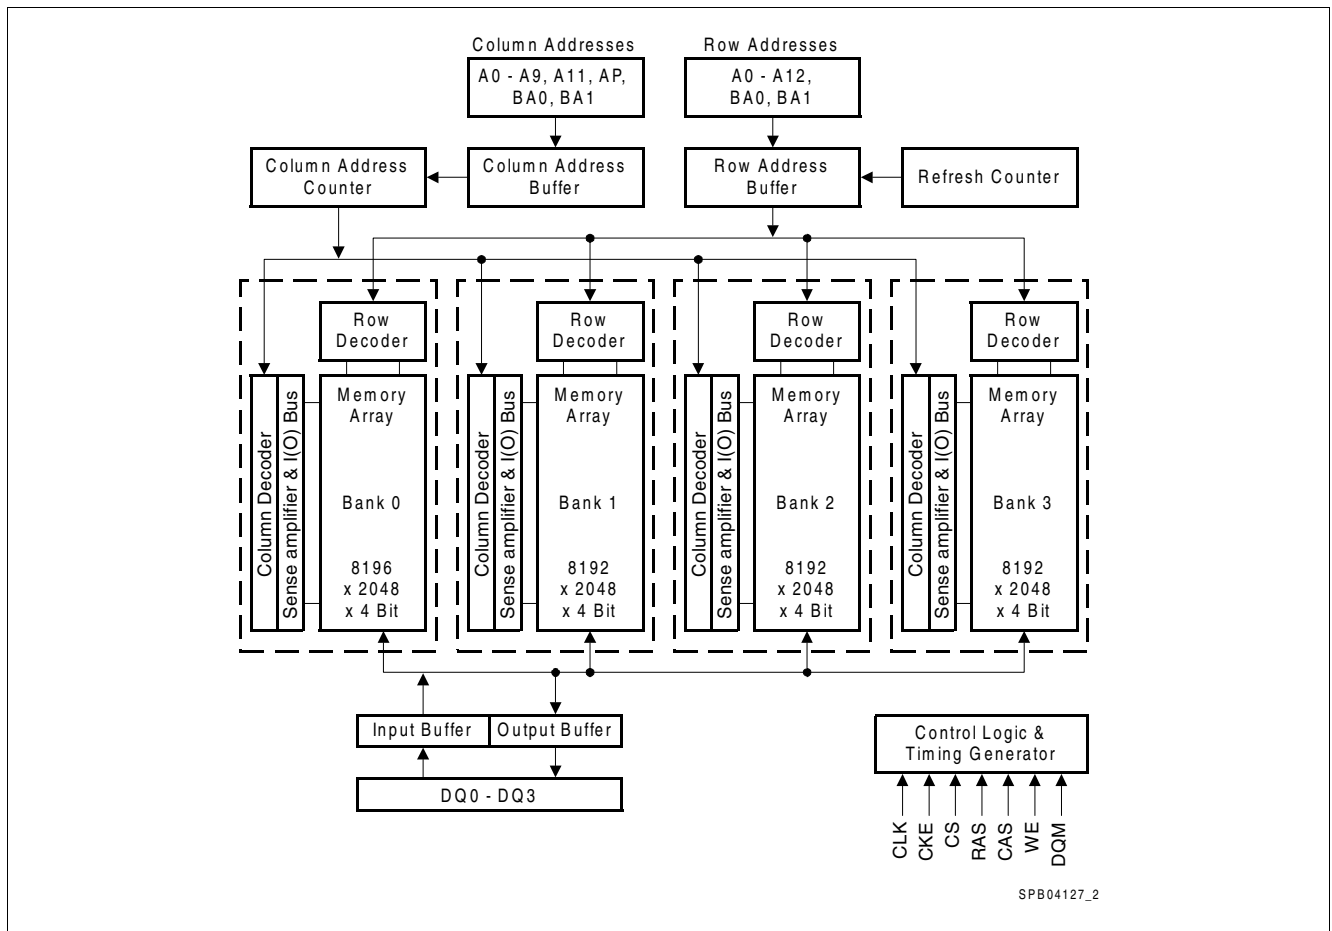 Column Addresses
A0 - A9, A11, AP,
BA0, BA1
Row Addresses
A0 - A12,
BA0, BA1
Column Address
Counter
Column Address
Buffer
Row Address
Buffer
Refresh Counter
Row
Decoder
Row
Decoder
Row
Decoder
Row
Decoder
Column Decoder
Sense amplifier & I(O) Bus
Memory
Array
Bank 0
8196
x 2048
x 4 Bit
Column Decoder
Sense amplifier & I(O) Bus
Memory
Array
Bank 1
8192
x 2048
x 4 Bit
Column Decoder
Sense amplifier & I(O) Bus
Memory
Array
Bank 2
8192
x 2048
x 4 Bit
Column Decoder
Sense amplifier & I(O) Bus
Memory
Array
Bank 3
8192
x 2048
x 4 Bit
Input Buffer
Output Buffer
DQ0 - DQ3
Control Logic &
Timing Generator
CLK
CKE
CS
RAS
CAS
WE
DQM
SPB04127_2